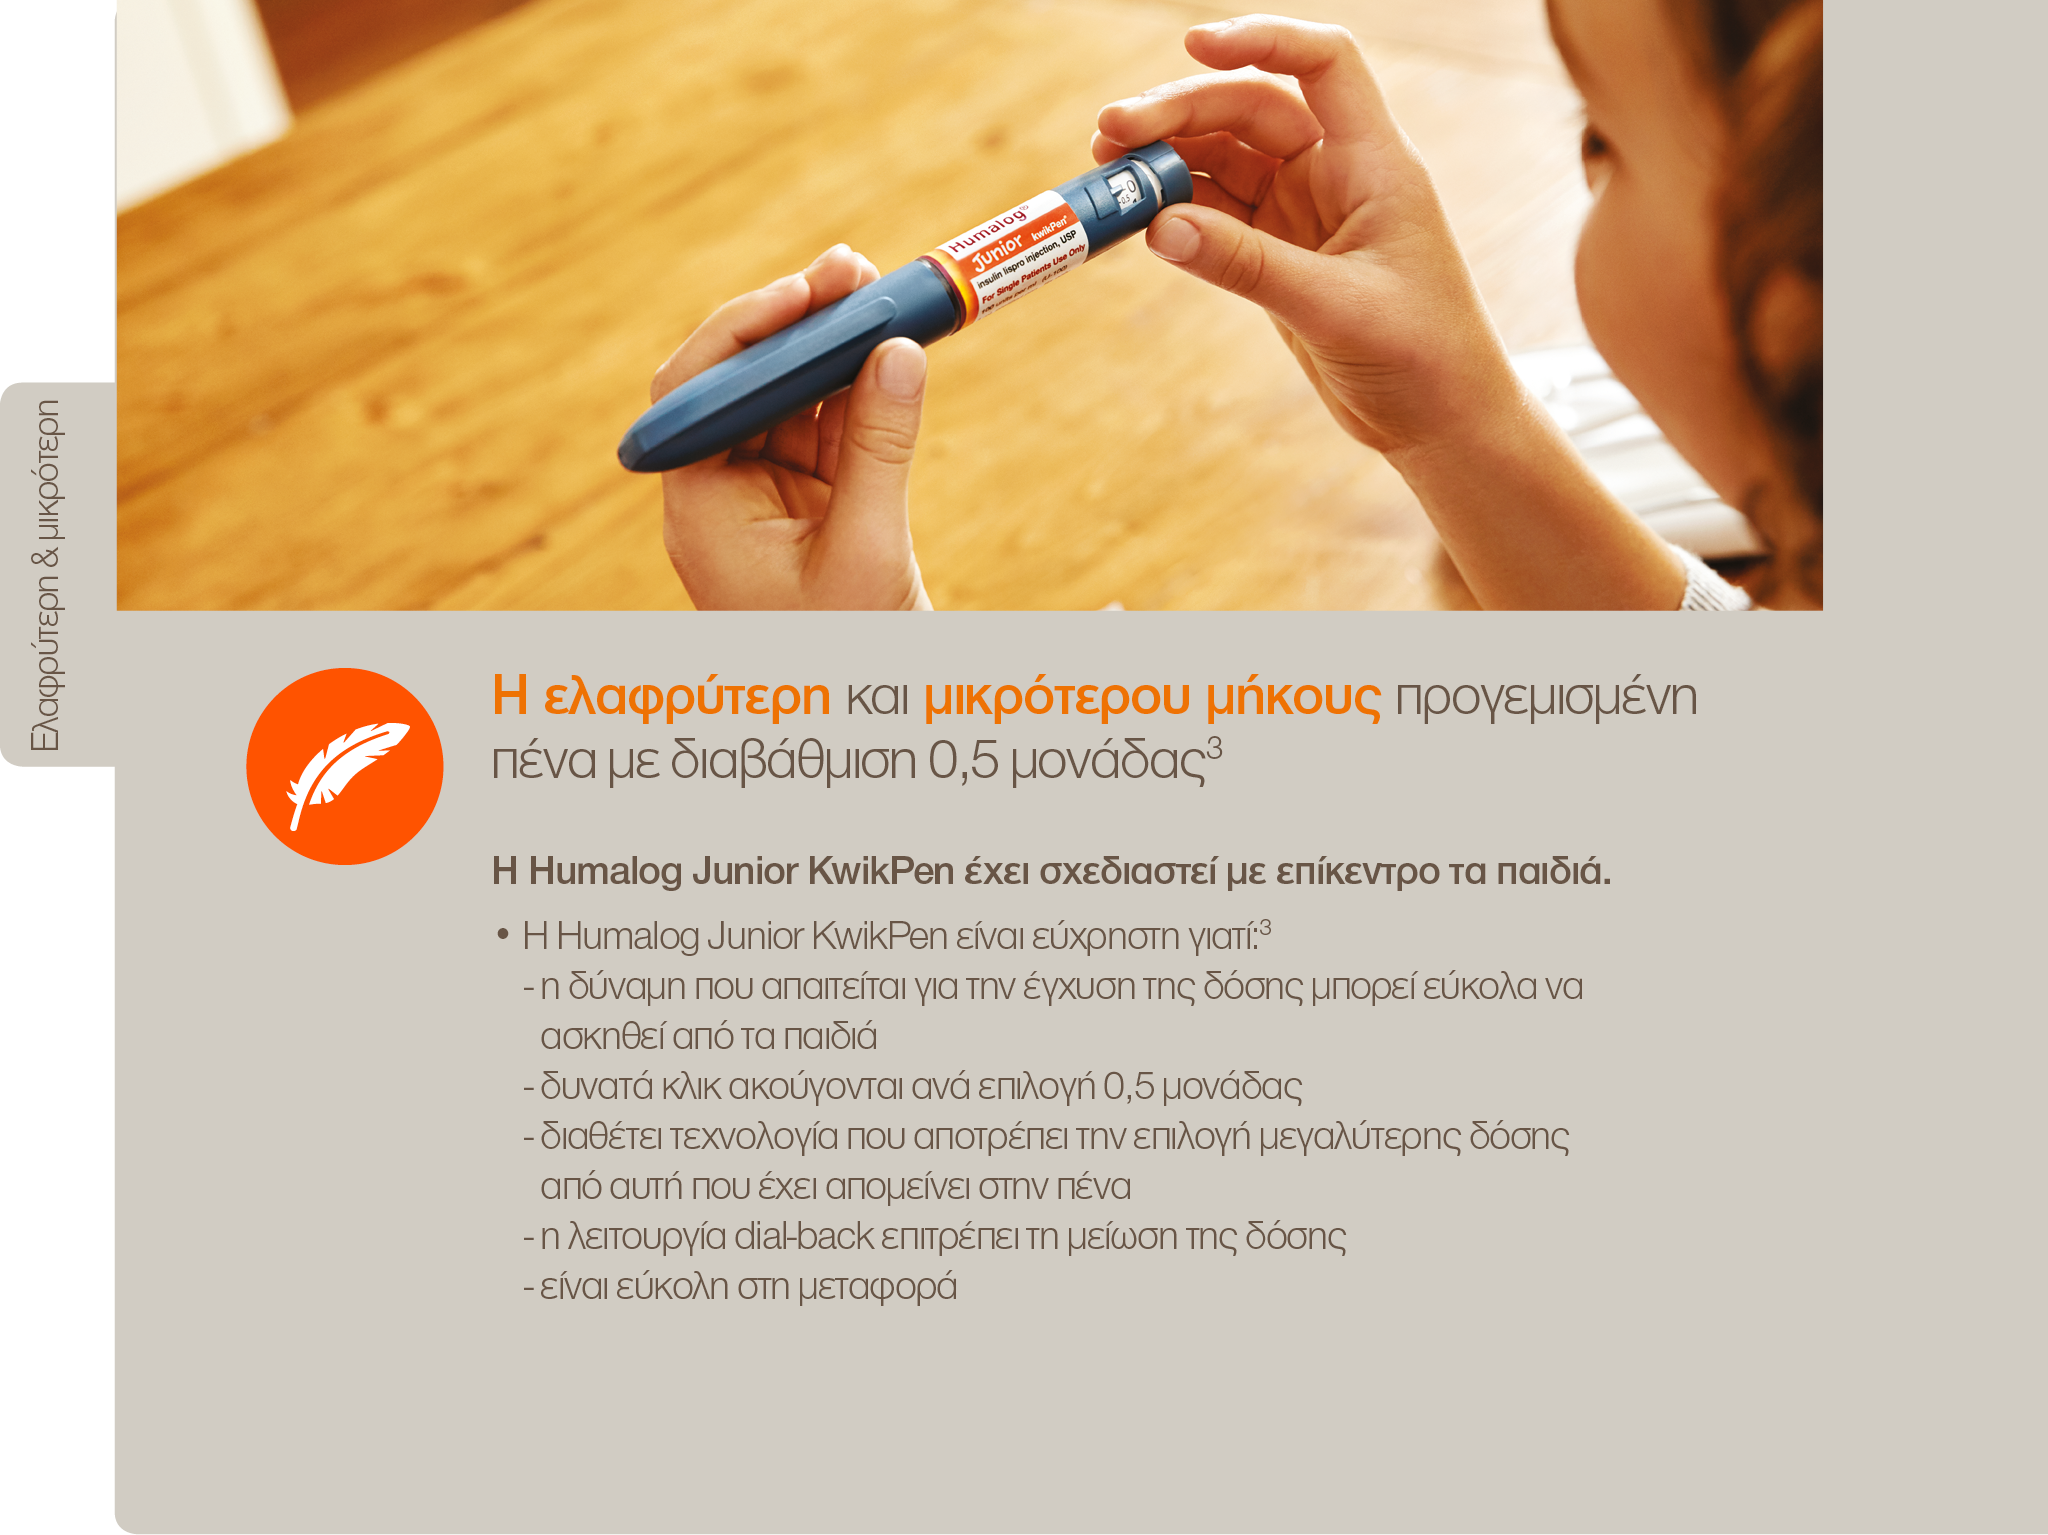 Ελαφρύτερη & μικρότερη
Humalog®
Junior KwikPen®
insulin lispro injection, USP
For Single Patients Use Only
0
0.5
Η ελαφρύτερη και μικρότερου μήκους προγεμισμένη
πένα με διαβάθμιση 0,5 μονάδας³
Η Humalog Junior KwikPen έχει σχεδιαστεί με επίκεντρο τα παιδιά.
• Η Humalog Junior KwikPen είναι εύχρηστη γιατί:³
- η δύναμη που απαιτείται για την έγχυση της δόσης μπορεί εύκολα να
ασκηθεί από τα παιδιά
- δυνατά κλικ ακούγονται ανά επιλογή 0,5 μονάδας
- διαθέτει τεχνολογία που αποτρέπει την επιλογή μεγαλύτερης δόσης
από αυτή που έχει απομείνει στην πένα
- η λειτουργία dial-back επιτρέπει τη μείωση της δόσης
- είναι εύκολη στη μεταφορά